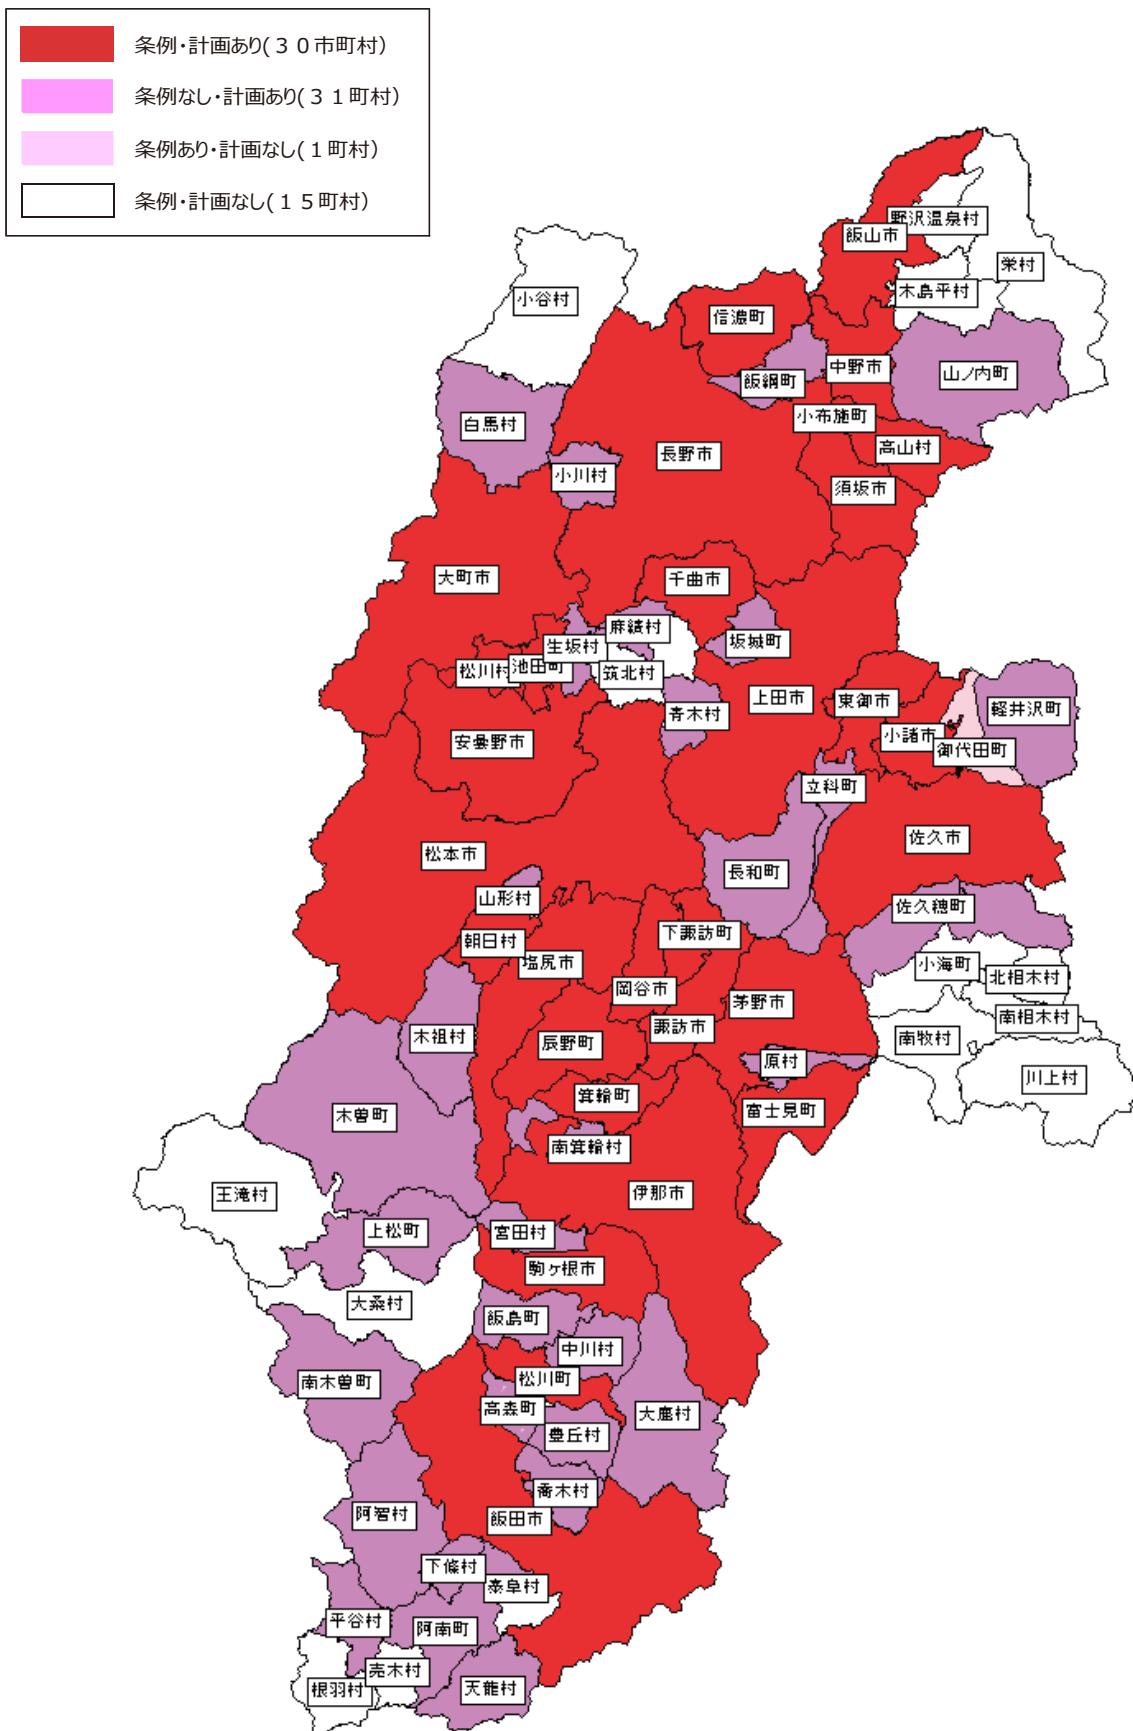 条例・計画あり(３０市町村)
条例なし・計画あり(３１町村)
条例あり・計画なし(１町村)
条例・計画なし(１５町村)
野沢温泉村
飯山市
栄村
木島平村
小谷村
信濃町
中野市
山ノ内町
飯綱町
小布施町
白馬村
高山村
長野市
小川村
須坂市
大町市
千曲市
麻績村
坂城町
生坂村
松川村
池田町
筑北村
上田市
東御市
軽井沢町
青木村
小諸市
安曇野市
御代田町
立科町
佐久市
松本市
長和町
山形村
佐久穂町
下諏訪町
朝日村
塩尻市
小海町
北相木村
岡谷市
茅野市
南相木村
諏訪市
木祖村
辰野町
南牧村
原村
川上村
箕輪町
富士見町
木曽町
南箕輪村
王滝村
伊那市
上松町
宮田村
駒ヶ根市
大桑村
飯島町
中川村
南木曽町
松川町
高森町
大鹿村
豊丘村
喬木村
阿智村
飯田市
下條村
泰阜村
平谷村
阿南町
売木村
根羽村
天龍村